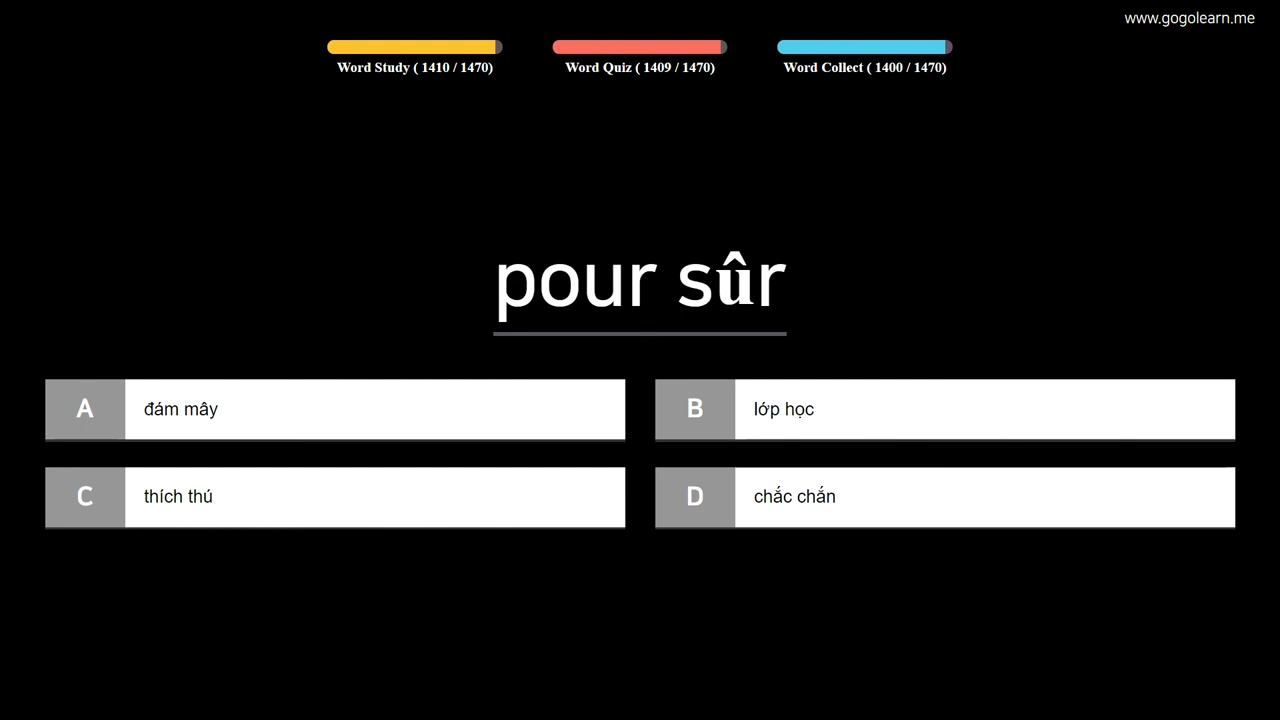 www.gogolearn.me
Word Study ( 1410 / 1470)
Word Quiz ( 1409 / 1470)
Word Collect ( 1400 / 1470)
pour sûr
A đám mây
B lớp học
C thích thú
D chắc chắn